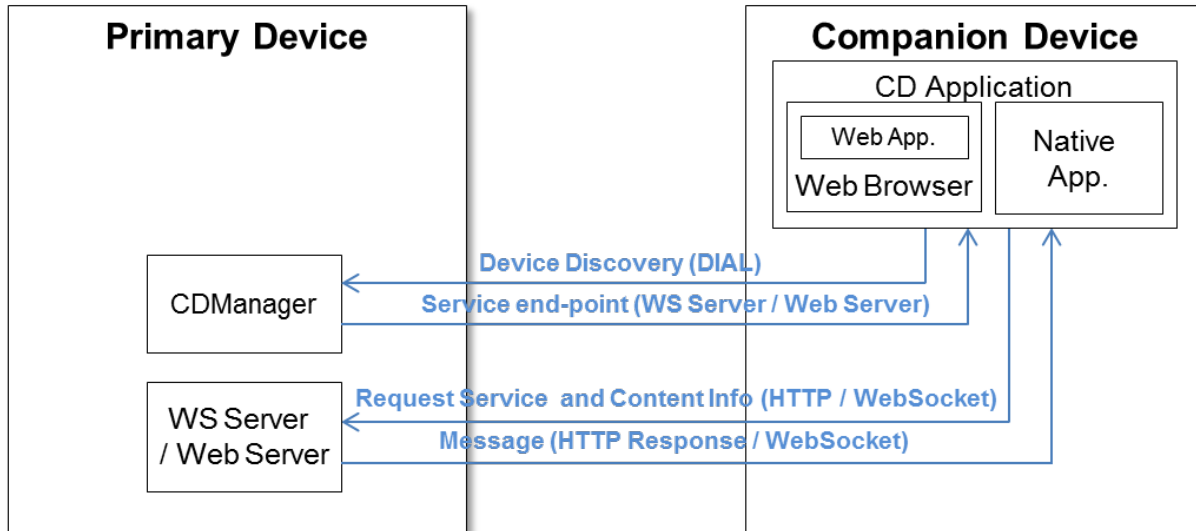 Primary Device
Companion Device
CD Application
Web App.
Web Browser
Native
App.
Device Discovery (DIAL)
CDManager
Service end-point (WS Server / Web Server)
Request Service and Content Info (HTTP / WebSocket)
WS Server
/ Web Server
Message (HTTP Response / WebSocket)